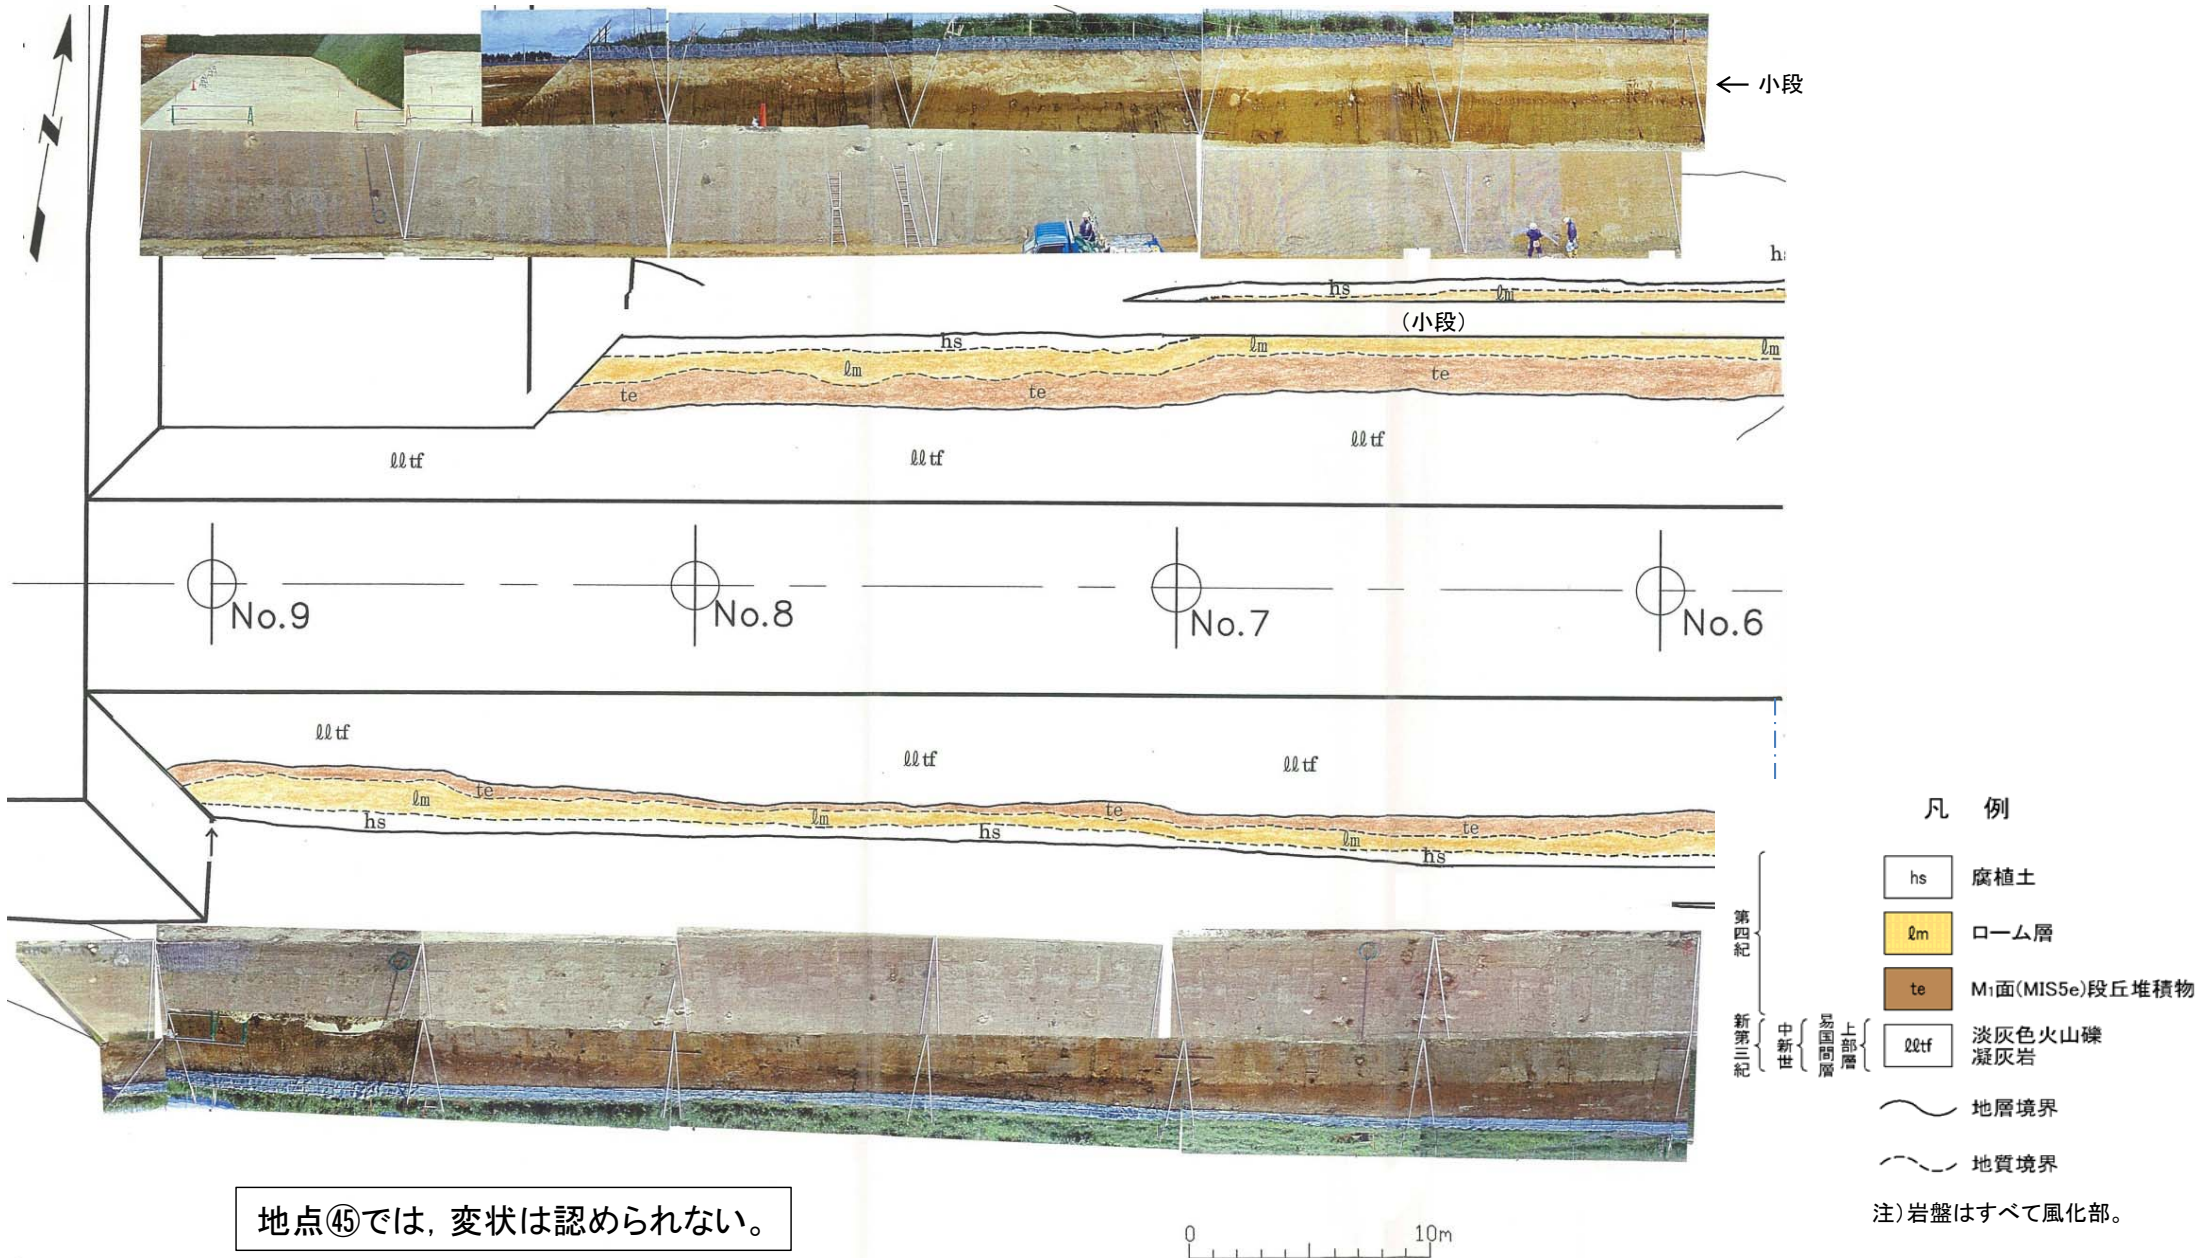 N
← 小段
hs
hs
ℓm
(小段)
hs
ℓm
ℓm
ℓm
te
te
te
ℓℓtf
ℓℓtf
ℓℓtf
No.9
No.8
No.7
No.6
ℓℓtf
ℓℓtf
ℓℓtf
te
ℓm
hs
te
ℓm
hs
te
ℓm
hs
凡 例
第四紀
hs 腐植土
ℓm ローム層
te M1面(MIS5e)段丘堆積物
新第三紀 中新世 易国間層 上部層
ℓℓtf 淡灰色火山礫
凝灰岩
地層境界
地質境界
注)岩盤はすべて風化部。
地点㊺では，変状は認められない。
0 10m